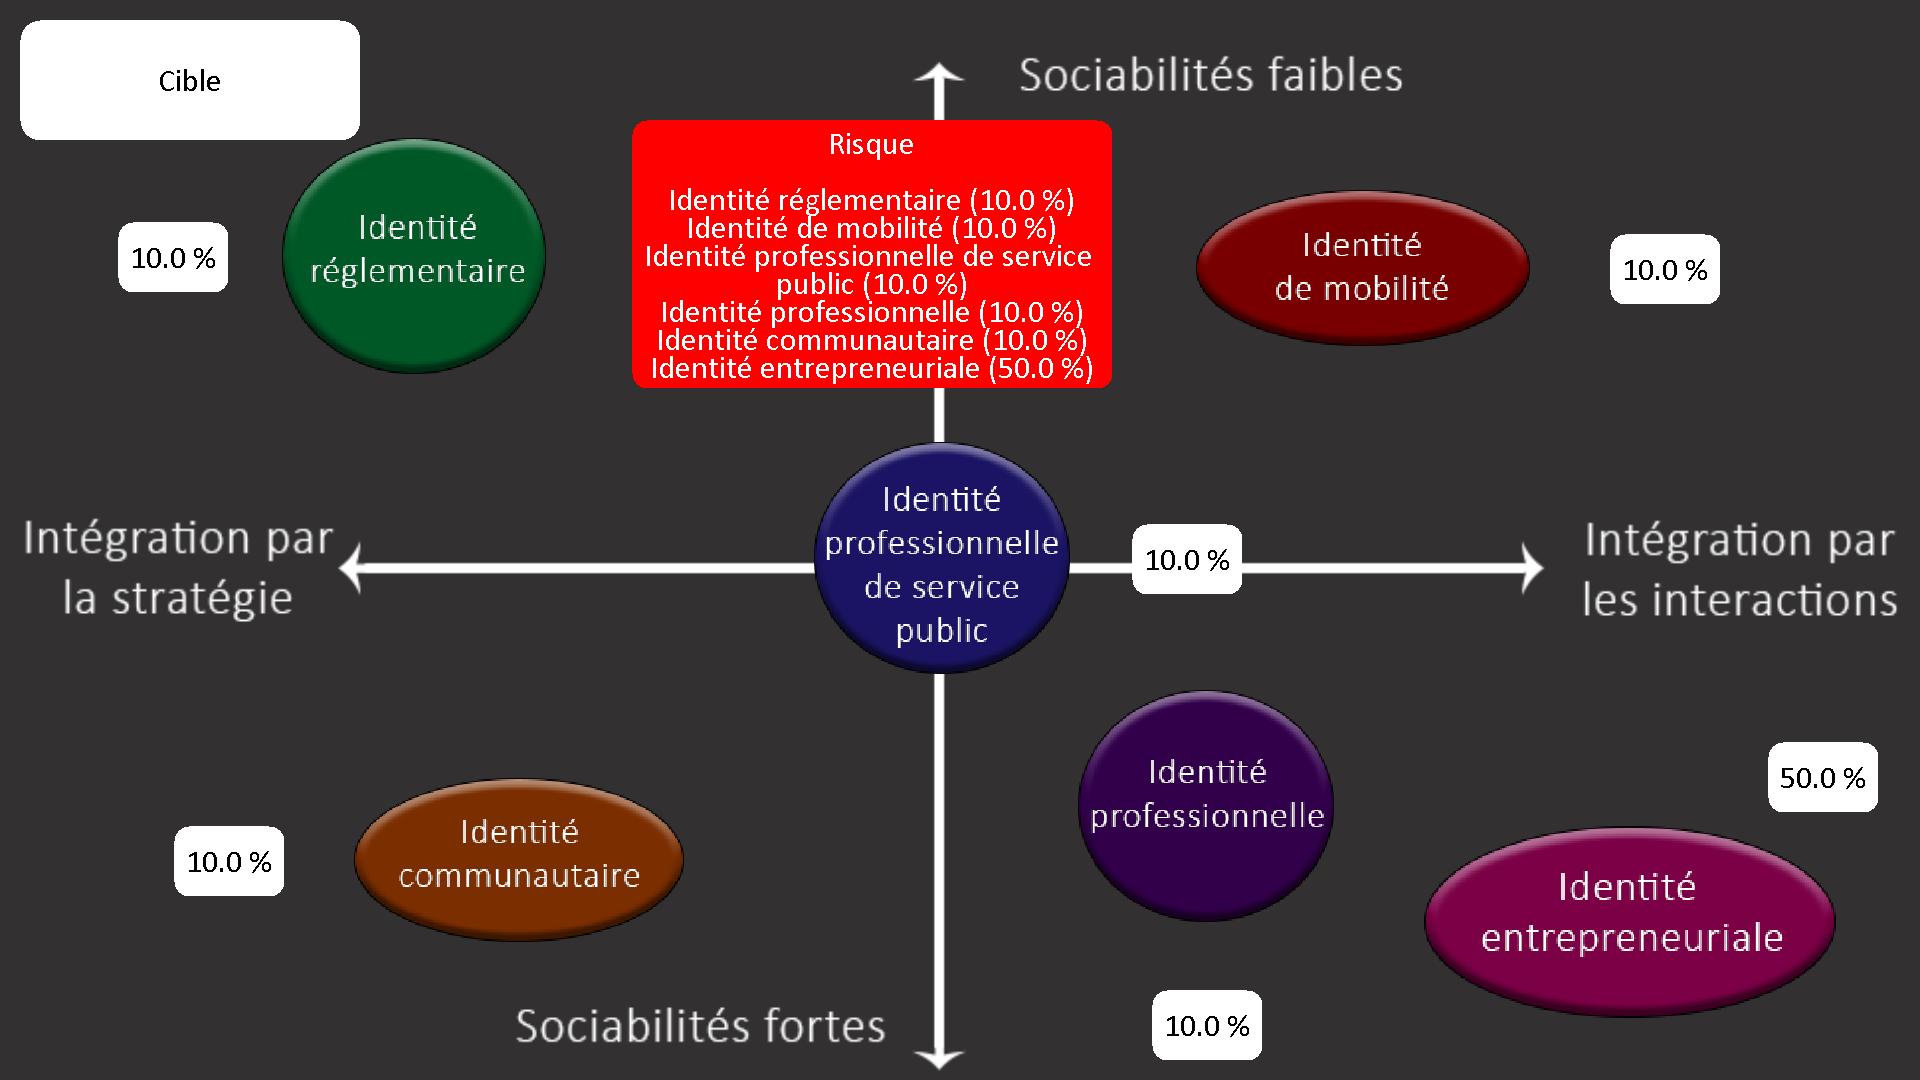 Cible
Sociabilités faibles
Risque
Identité réglementaire (10.0 %)
Identité de mobilité (10.0 %)
Identité professionnelle de service
public (10.0 %)
Identité professionnelle (10.0 %)
Identité communautaire (10.0 %)
Identité entrepreneuriale (50.0 %)
10.0 %
Identité
réglementaire
Identité
de mobilité
10.0 %
Intégration par
la stratégie
Identité
professionnelle
de service
public
10.0 %
Intégration par
les interactions
10.0 %
Identité
communautaire
Identité
professionnelle
50.0 %
Identité
entrepreneuriale
Sociabilités fortes
10.0 %